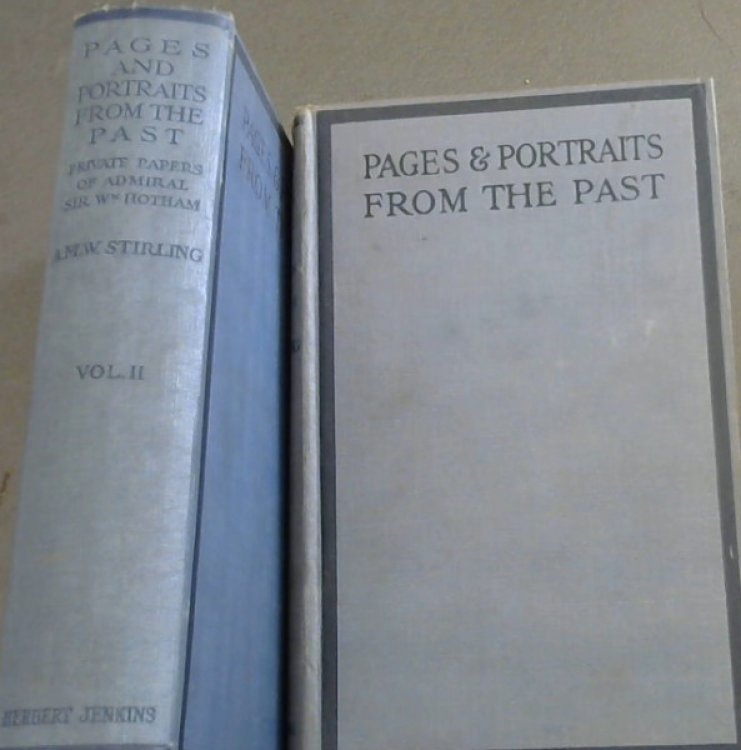 PAGES
AND
PORTRAITS
FROM THE
PAST
PRIVATE PAPERS
OF ADMIRAL
SIR Wᴹ HOTHAM
A.M.W. STIRLING
VOL. II
HERBERT JENKINS
PAGES & PORTRAITS
FROM THE PAST